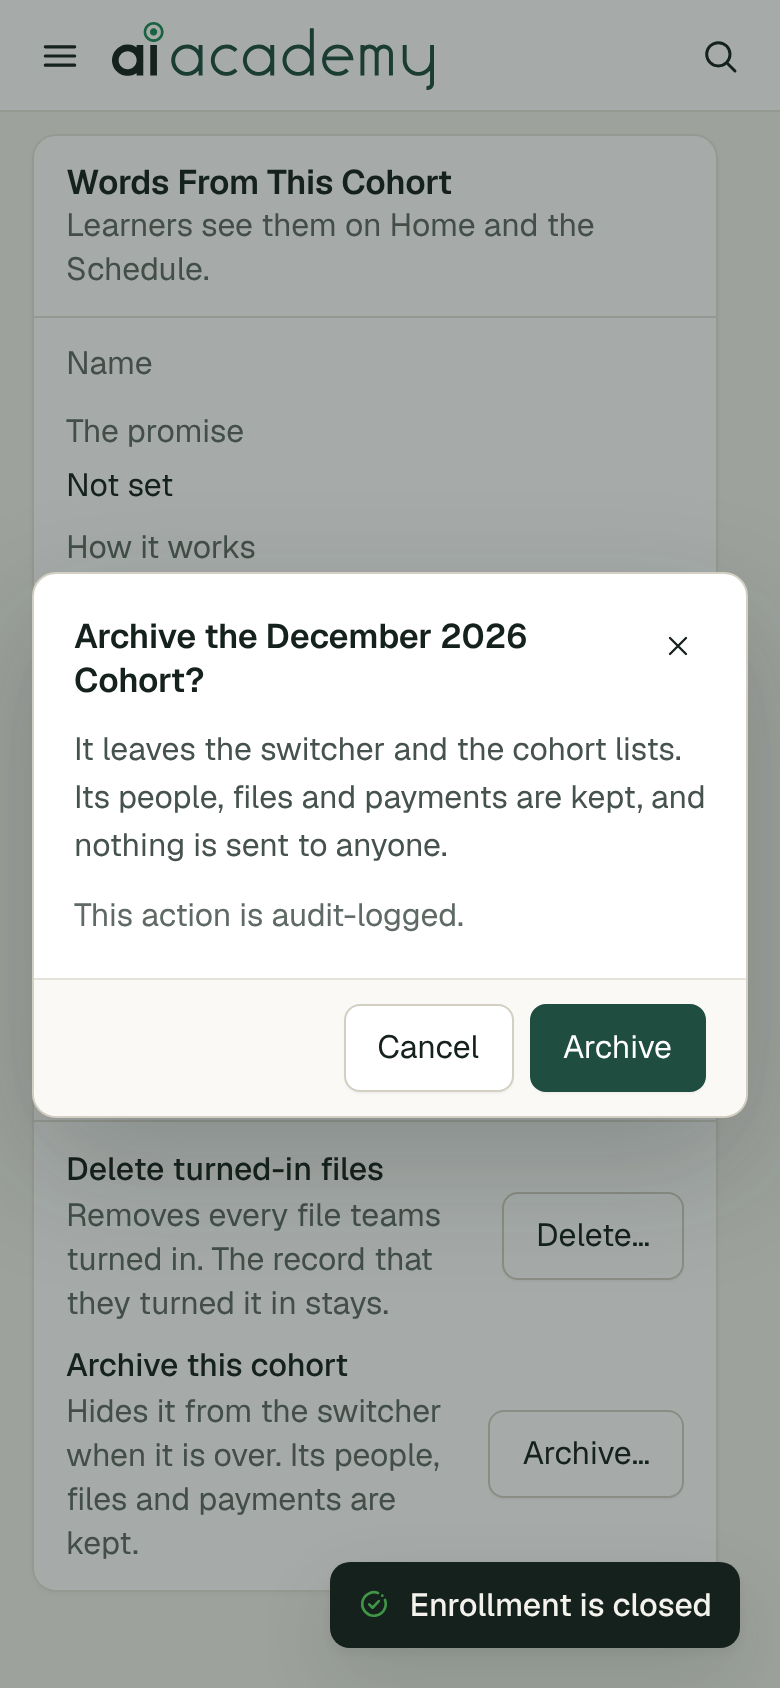 ai academy
Words From This Cohort
Learners see them on Home and the
Schedule.
Name
The promise
Not set
How it works
Archive the December 2026
Cohort?
It leaves the switcher and the cohort lists.
Its people, files and payments are kept, and
nothing is sent to anyone.
This action is audit-logged.
Cancel
Archive
Delete turned-in files
Removes every file teams
turned in. The record that
they turned it in stays.
Delete...
Archive this cohort
Hides it from the switcher
when it is over. Its people,
files and payments are
kept.
Archive...
Enrollment is closed